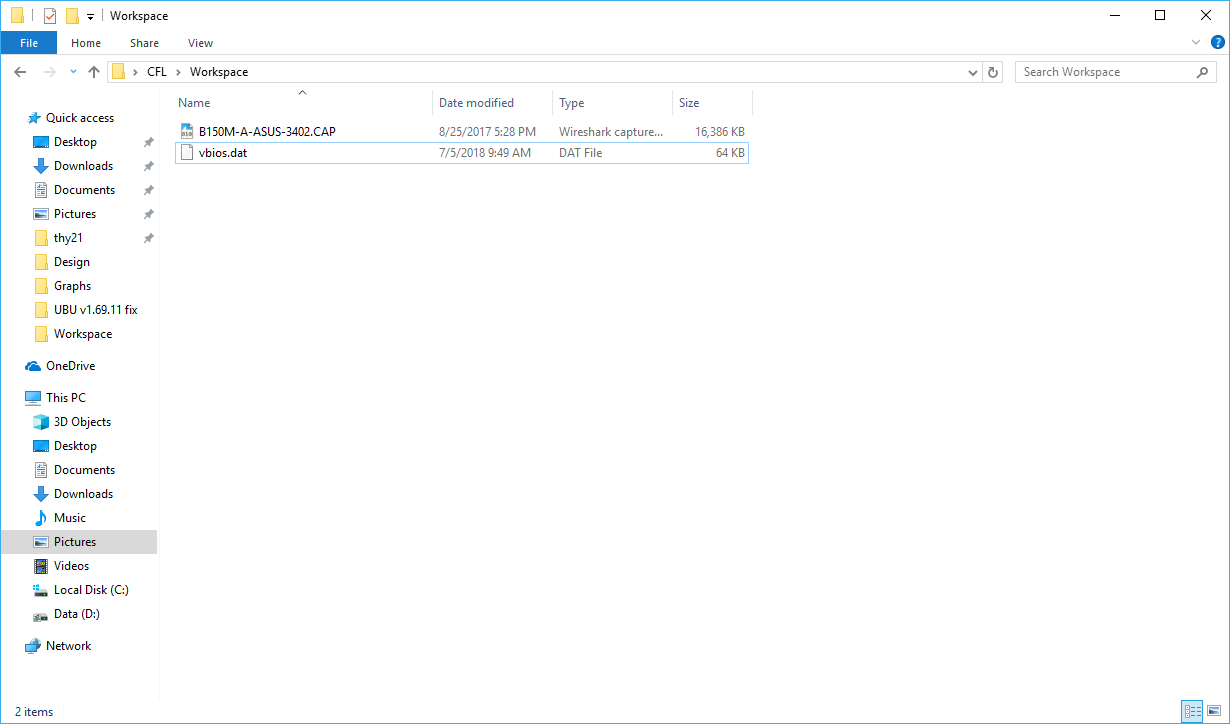 Workspace
File Home Share View
CFL Workspace
Search Workspace
Name Date modified Type Size
B150M-A-ASUS-3402.CAP 8/25/2017 5:28 PM Wireshark capture... 16,386 KB
vbios.dat 7/5/2018 9:49 AM DAT File 64 KB
Quick access
Desktop
Downloads
Documents
Pictures
thy21
Design
Graphs
UBU v1.69.11 fix
Workspace
OneDrive
This PC
3D Objects
Desktop
Documents
Downloads
Music
Pictures
Videos
Local Disk (C:)
Data (D:)
Network
2 items